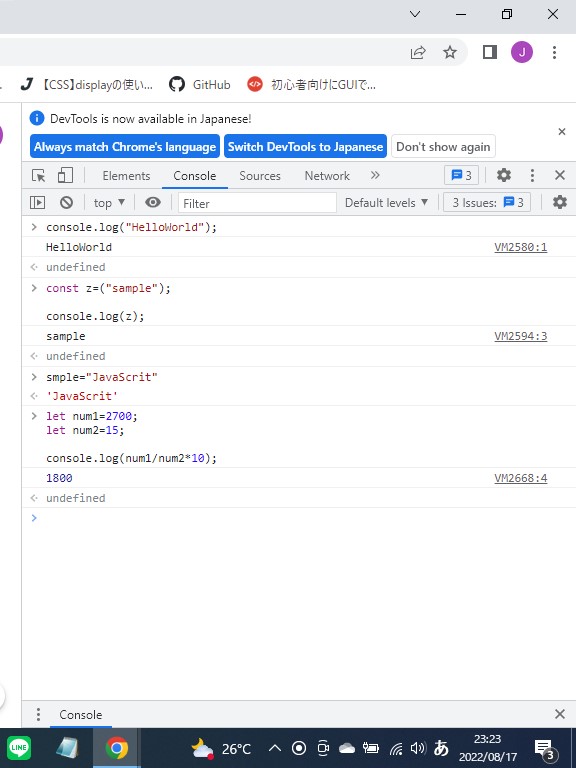 J
J 【CSS】displayの使い... GitHub 初心者向けにGUIで...
DevTools is now available in Japanese!
Always match Chrome's language Switch DevTools to Japanese Don't show again
Elements Console Sources Network 3
top Filter Default levels 3 Issues: 3
console.log("HelloWorld");
HelloWorld VM2580:1
undefined
const z=("sample");
console.log(z);
sample VM2594:3
undefined
smple="JavaScrit"
'JavaScrit'
let num1=2700;
let num2=15;
console.log(num1/num2*10);
1800 VM2668:4
undefined
Console
LINE 26°C あ 23:23 3
2022/08/17